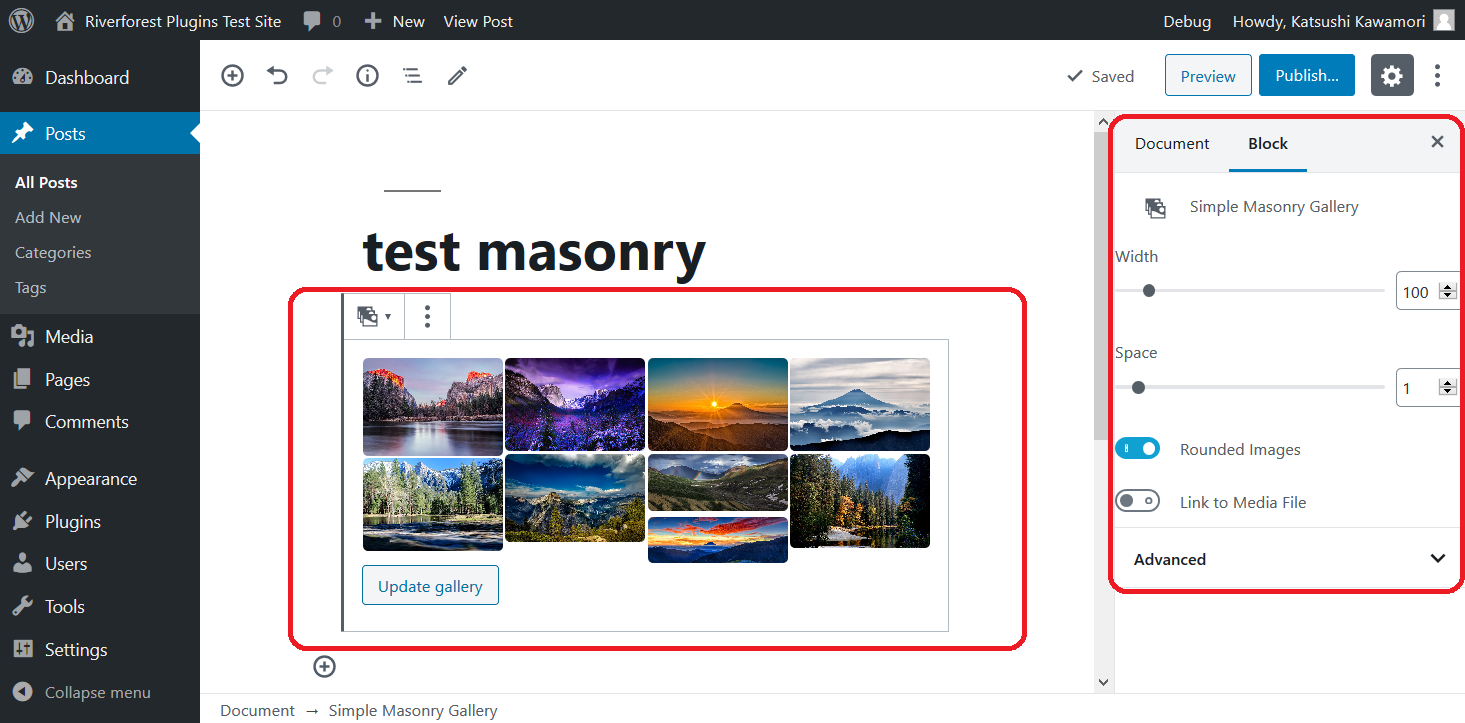 Riverforest Plugins Test Site 0 New View Post Debug Howdy, Katsushi Kawamori
Dashboard
Posts
All Posts
Add New
Categories
Tags
Media
Pages
Comments
Appearance
Plugins
Users
Tools
Settings
Collapse menu
Saved Preview Publish...
test masonry
Update gallery
Document Block
Simple Masonry Gallery
Width
100
Space
1
Rounded Images
Link to Media File
Advanced
Document → Simple Masonry Gallery